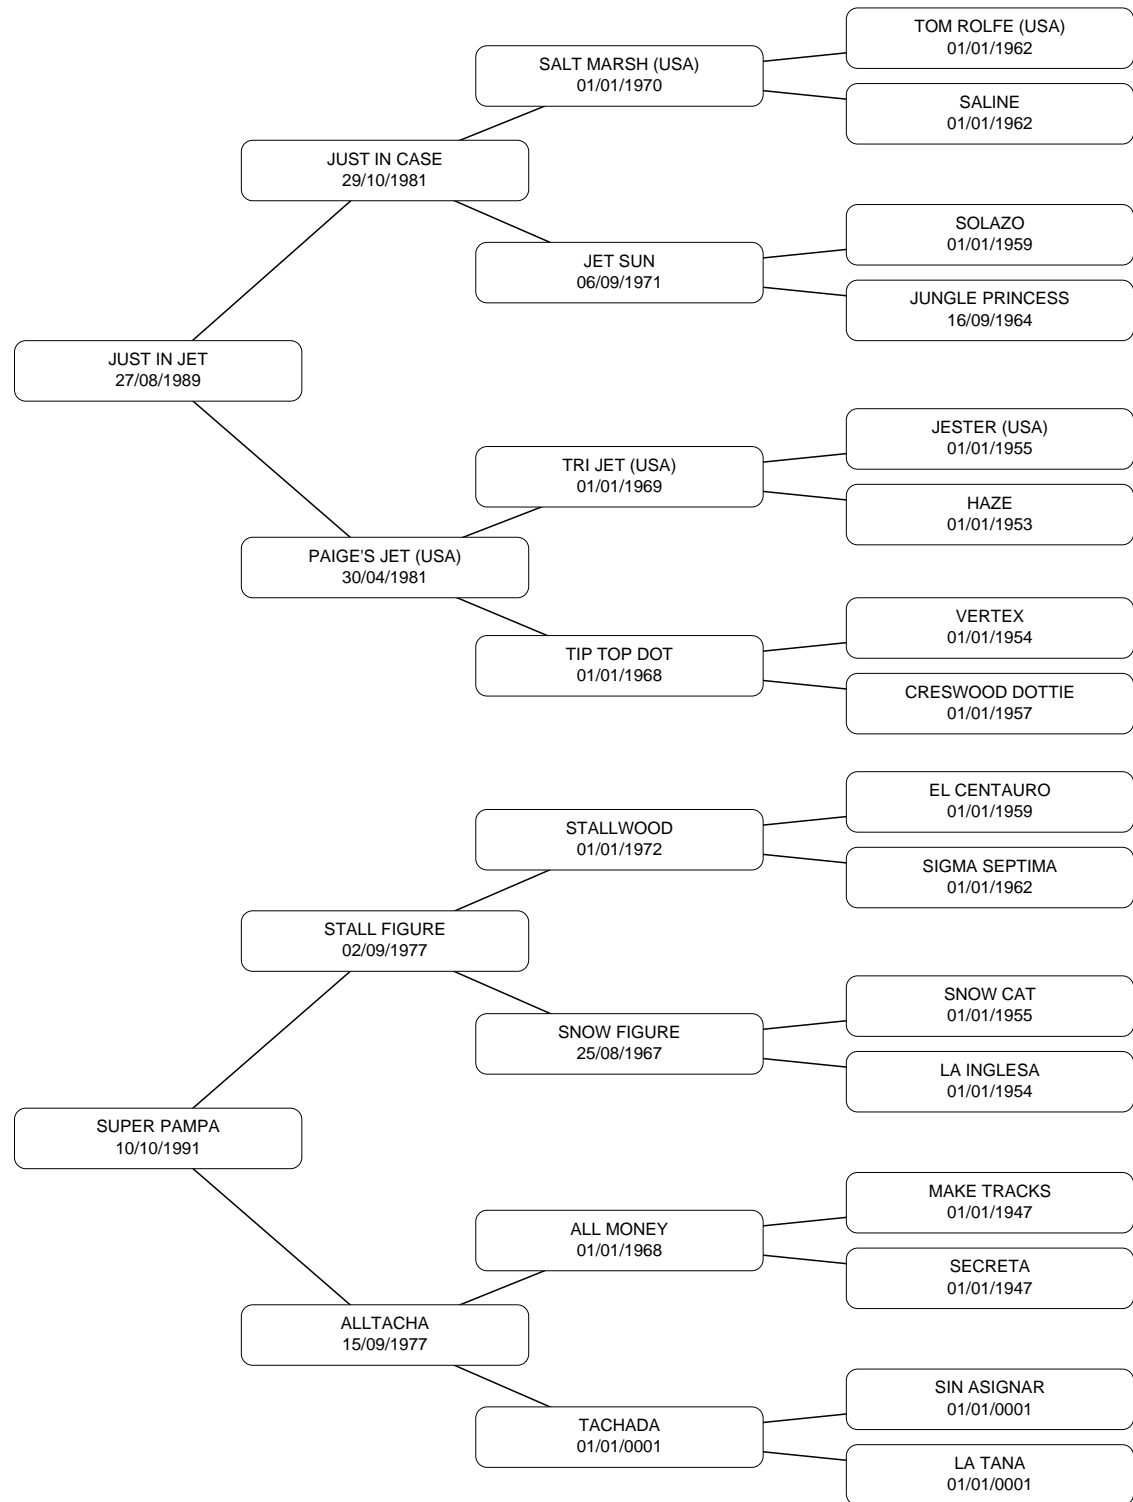 TOM ROLFE (USA)
01/01/1962
SALT MARSH (USA)
01/01/1970
SALINE
01/01/1962
JUST IN CASE
29/10/1981
SOLAZO
01/01/1959
JET SUN
06/09/1971
JUNGLE PRINCESS
16/09/1964
JUST IN JET
27/08/1989
JESTER (USA)
01/01/1955
TRI JET (USA)
01/01/1969
HAZE
01/01/1953
PAIGE'S JET (USA)
30/04/1981
VERTEX
01/01/1954
TIP TOP DOT
01/01/1968
CRESWOOD DOTTIE
01/01/1957
EL CENTAURO
01/01/1959
STALLWOOD
01/01/1972
SIGMA SEPTIMA
01/01/1962
STALL FIGURE
02/09/1977
SNOW CAT
01/01/1955
SNOW FIGURE
25/08/1967
LA INGLESA
01/01/1954
SUPER PAMPA
10/10/1991
MAKE TRACKS
01/01/1947
ALL MONEY
01/01/1968
SECRETA
01/01/1947
ALLTACHA
15/09/1977
SIN ASIGNAR
01/01/0001
TACHADA
01/01/0001
LA TANA
01/01/0001